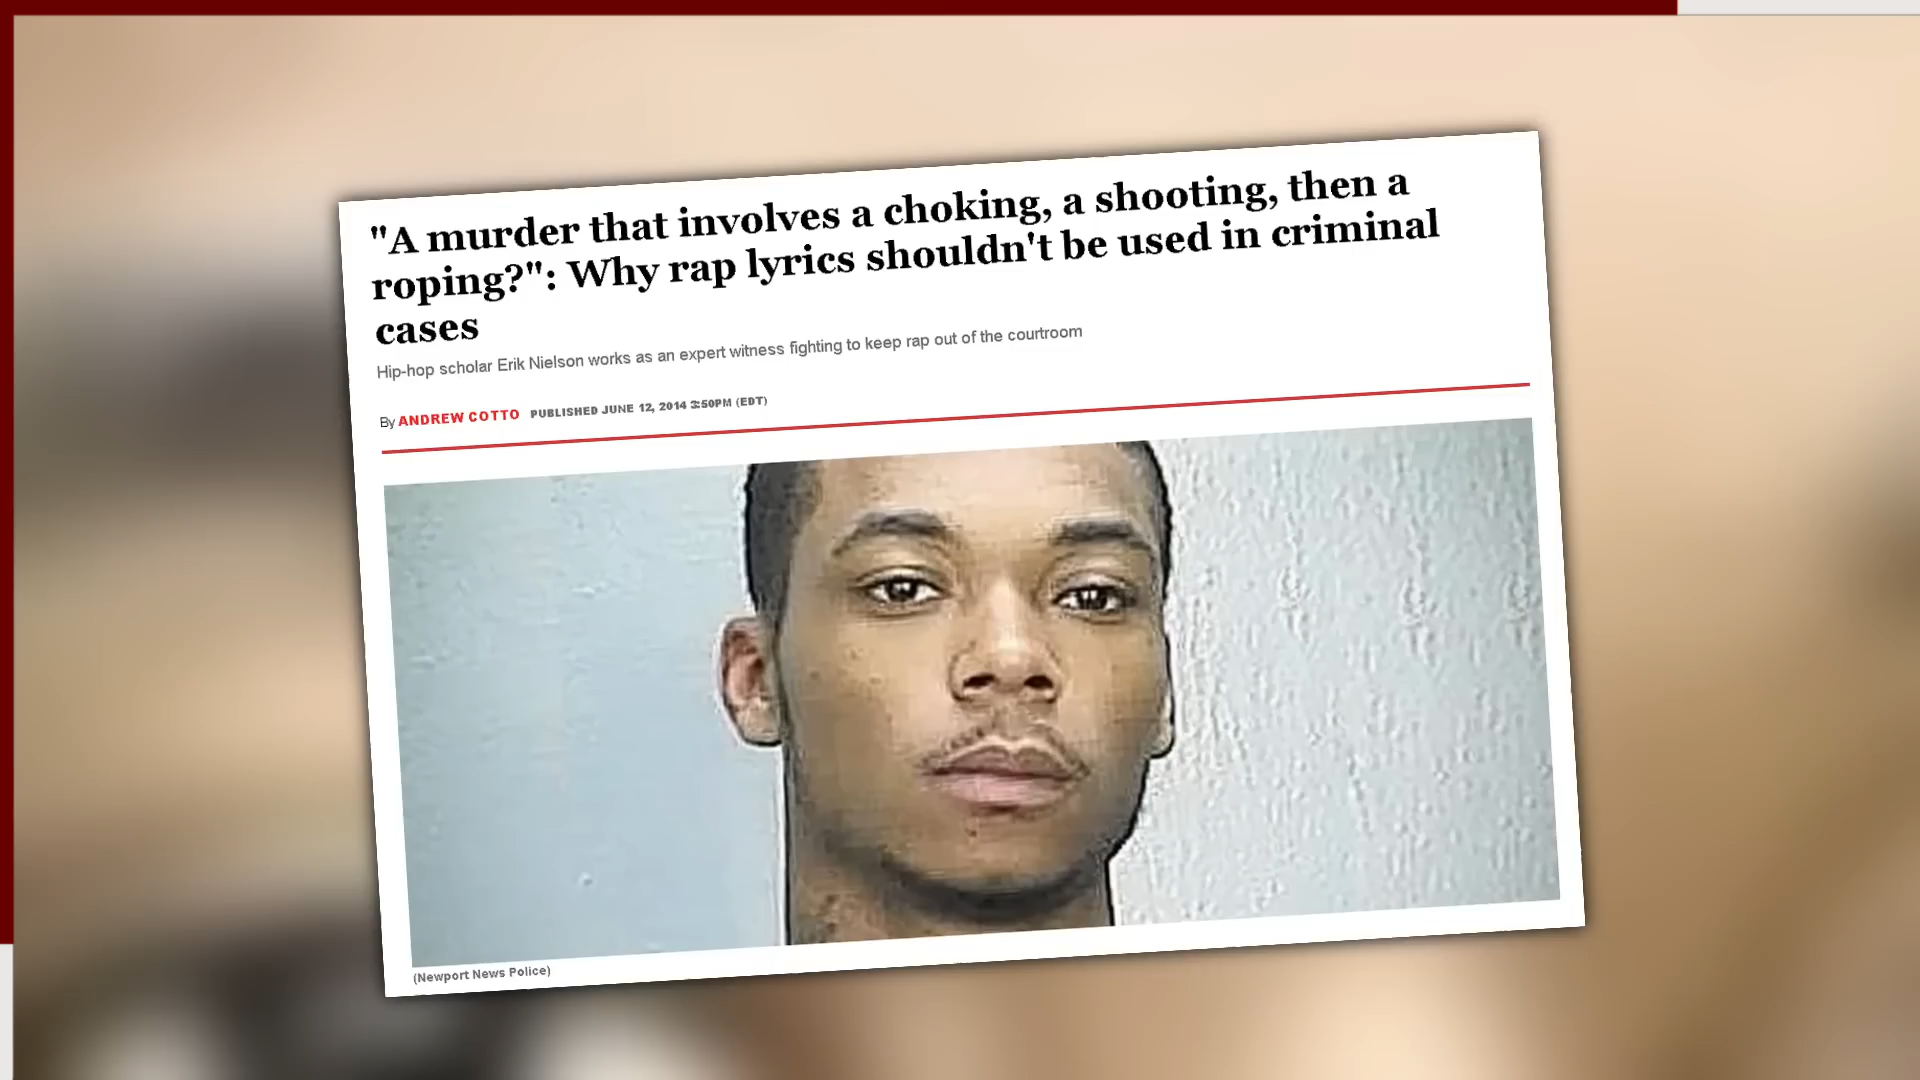 "A murder that involves a choking, a shooting, then a
roping?": Why rap lyrics shouldn't be used in criminal
cases
Hip-hop scholar Erik Nielson works as an expert witness fighting to keep rap out of the courtroom
By ANDREW COTTO PUBLISHED JUNE 12, 2014 3:50PM (EDT)
(Newport News Police)